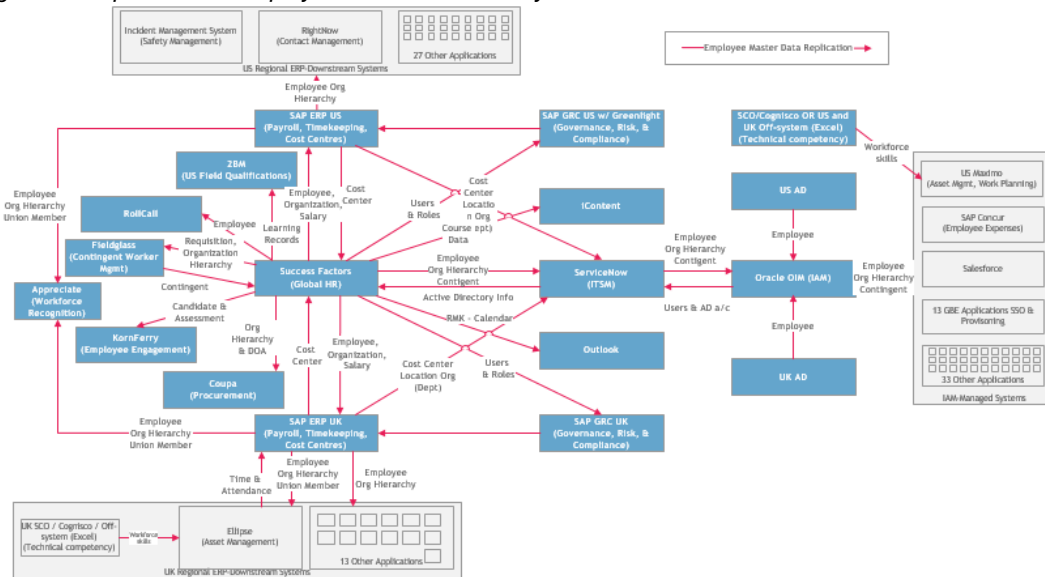 Incident Management System
(Safety Management)
RightNow
(Contact Management)
27 Other Applications
US Regional ERP-Downstream Systems
Employee Master Data Replication
Employee Org
Hierarchy
SAP ERP US
(Payroll, Timekeeping,
Cost Centres)
SAP GRC US w/ Greenlight
(Governance, Risk, &
Compliance)
SCO/Cognisco OR US and
UK Off-system (Excel)
(Technical competency)
Workforce
skills
2BM
(US Field Qualifications)
Employee
Org Hierarchy
Union Member
Employee,
Organization,
Salary
Cost
Center
Cost
Center
Locatio
n Org
Course ept)
Data
Users
& Roles
US Maximo
(Asset Mgmt, Work Planning)
US AD
RollCall
iContent
SAP Concur
(Employee Expenses)
Employee
Learning
Records
Employee
Requisition,
Organization
Hierarchy
Fieldglass
(Contingent Worker
Mgmt)
Success Factors
(Global HR)
Employee
Org Hierarchy
Contigent
ServiceNow
(ITSM)
Employee
Org Hierarchy
Contigent
Oracle OIM (IAM)
Employee
Org Hierarchy
Contingent
Salesforce
Contingent
Appreciate
(Workforce
Recognition)
Active Directory Info
Users & AD a/c
Candidate &
Assessment
RMK - Calendar
13 GBE Applications SSO &
Provisoning
KornFerry
(Employee Engagement)
Org
Hierarchy
& DOA
Cost
Center
Employee,
Organization,
Salary
Cost Center
Location Org
(Dept)
Users
& Roles
Outlook
Employee
Coupa
(Procurement)
UK AD
33 Other Applications
IAM-Managed Systems
Employee
Org Hierarchy
Union Member
SAP ERP UK
(Payroll, Timekeeping,
Cost Centres)
SAP GRC UK
(Governance, Risk, &
Compliance)
Time &
Attendance
Employee
Org Hierarchy
Union Member
Employee
Org Hierarchy
UK SCO / Cognisco / Off-
system (Excel)
(Technical competency)
Workforce
skills
Ellipse
(Asset Management)
13 Other Applications
UK Regional ERP-Downstream Systems